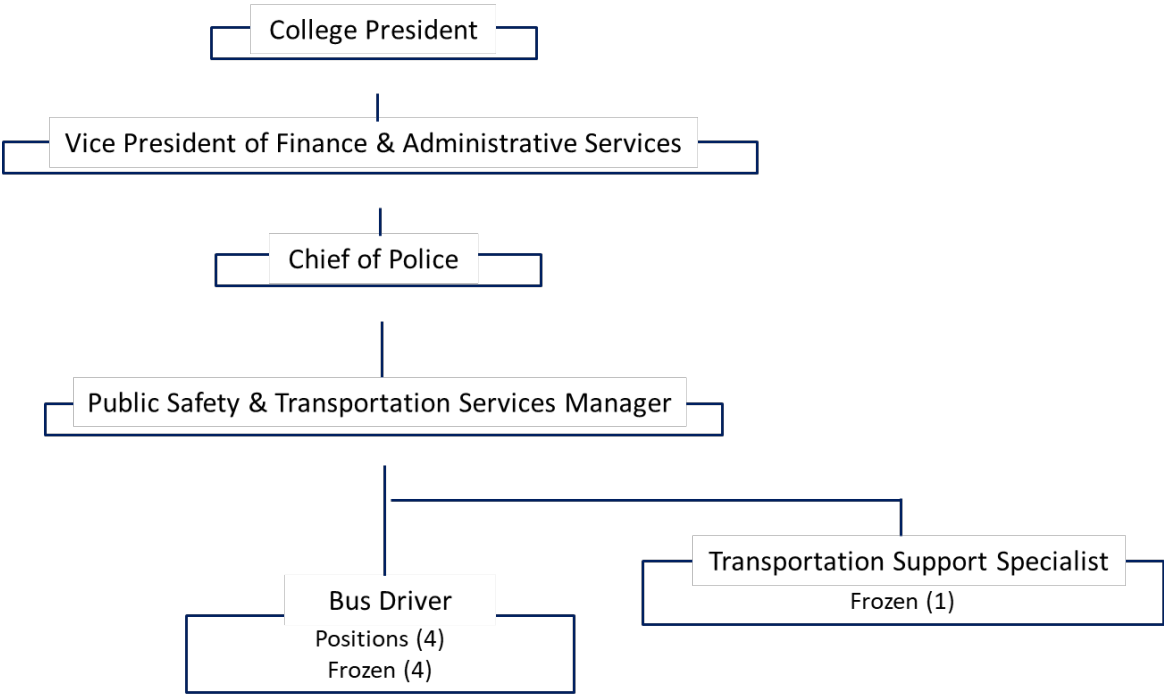 College President
Vice President of Finance & Administrative Services
Chief of Police
Public Safety & Transportation Services Manager
Transportation Support Specialist
Frozen (1)
Bus Driver
Positions (4)
Frozen (4)